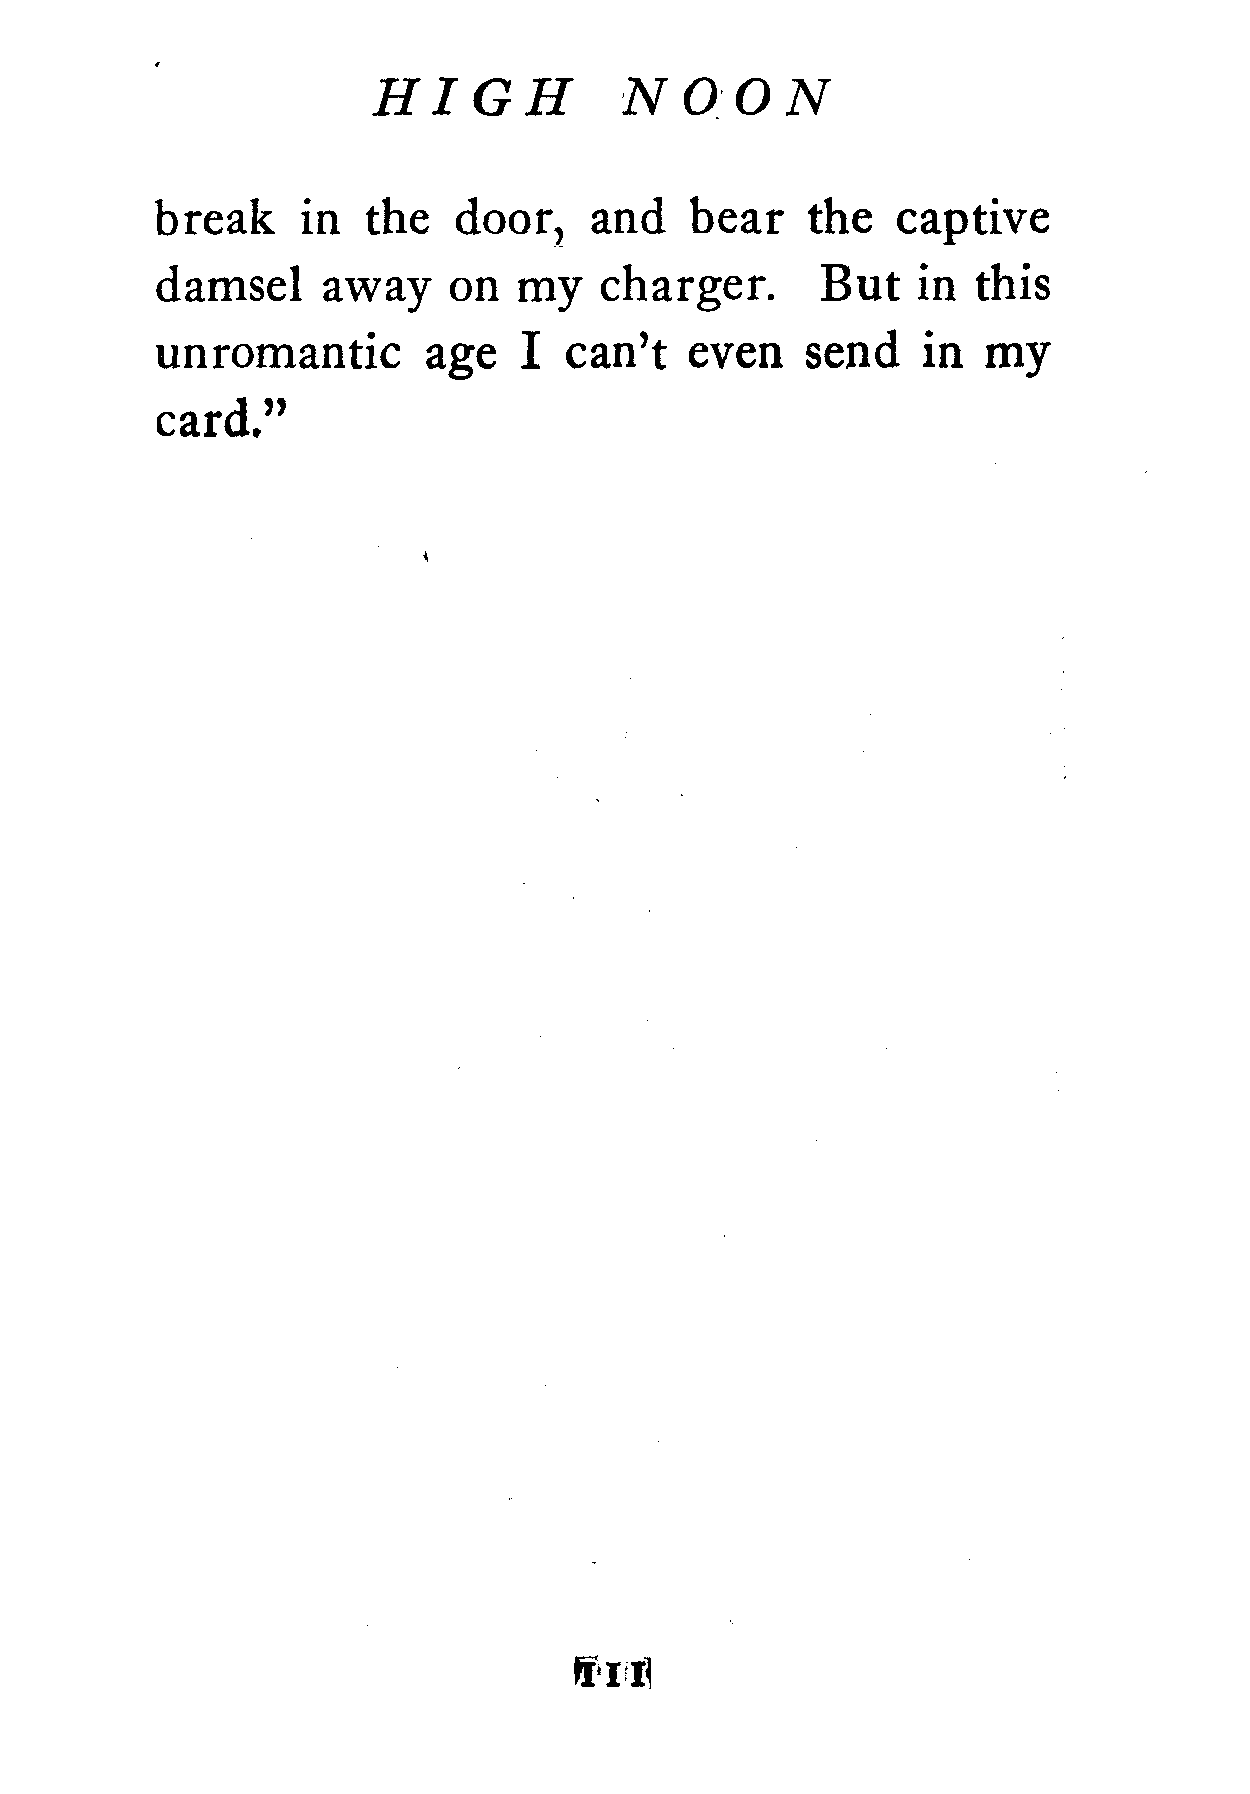 HIGH NOON
break in the door, and bear the captive
damsel away on my charger. But in this
unromantic age I can't even send in my
card.”
111